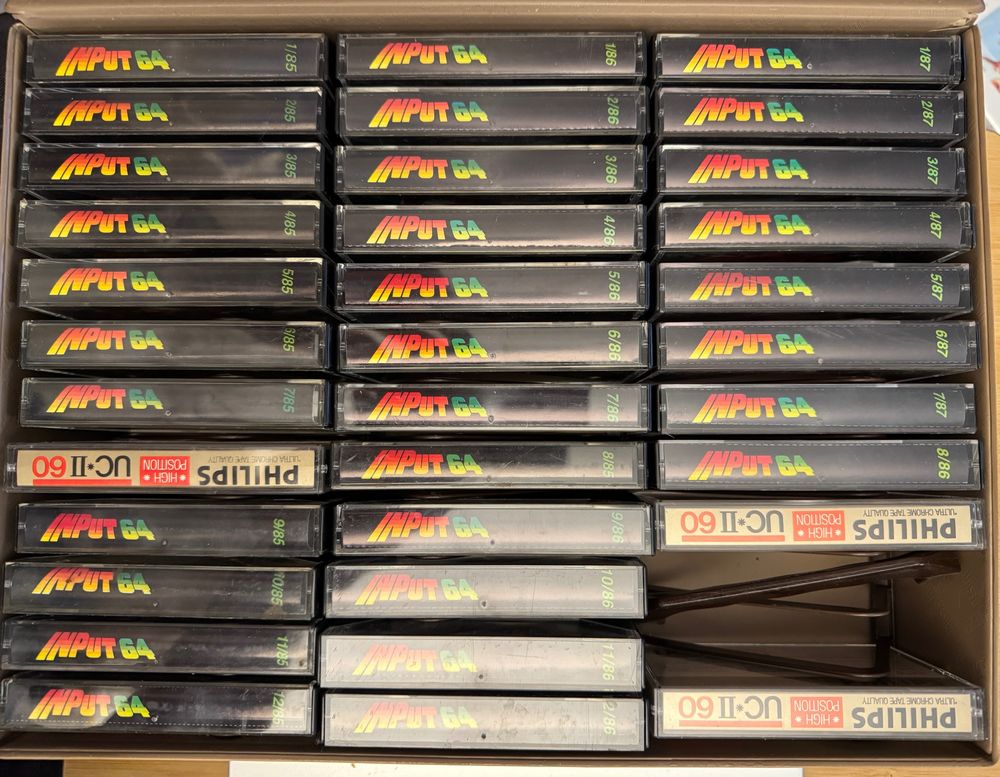 INPUT 64 1/85
INPUT 64 2/85
INPUT 64 3/85
INPUT 64 4/85
INPUT 64 5/85
INPUT 64 6/85
INPUT 64 7/85
PHILIPS
"ULTRA CHROME TAPE QUALITY"
HIGH
POSITION
UC-II 60
INPUT 64 9/85
INPUT 64 10/85
INPUT 64 11/85
INPUT 64 12/86
INPUT 64 1/86
INPUT 64 2/86
INPUT 64 3/86
INPUT 64 4/86
INPUT 64 5/86
INPUT 64 6/86
INPUT 64 7/86
INPUT 64 8/85
INPUT 64 9/86
INPUT 64 10/86
INPUT 64 11/86
INPUT 64 2/86
INPUT 64 1/87
INPUT 64 2/87
INPUT 64 3/87
INPUT 64 4/87
INPUT 64 5/87
INPUT 64 6/87
INPUT 64 7/87
INPUT 64 8/86
PHILIPS
"ULTRA CHROME TAPE QUALITY"
HIGH
POSITION
UC-II 60
PHILIPS
"ULTRA CHROME TAPE QUALITY"
HIGH
POSITION
UC-II 60